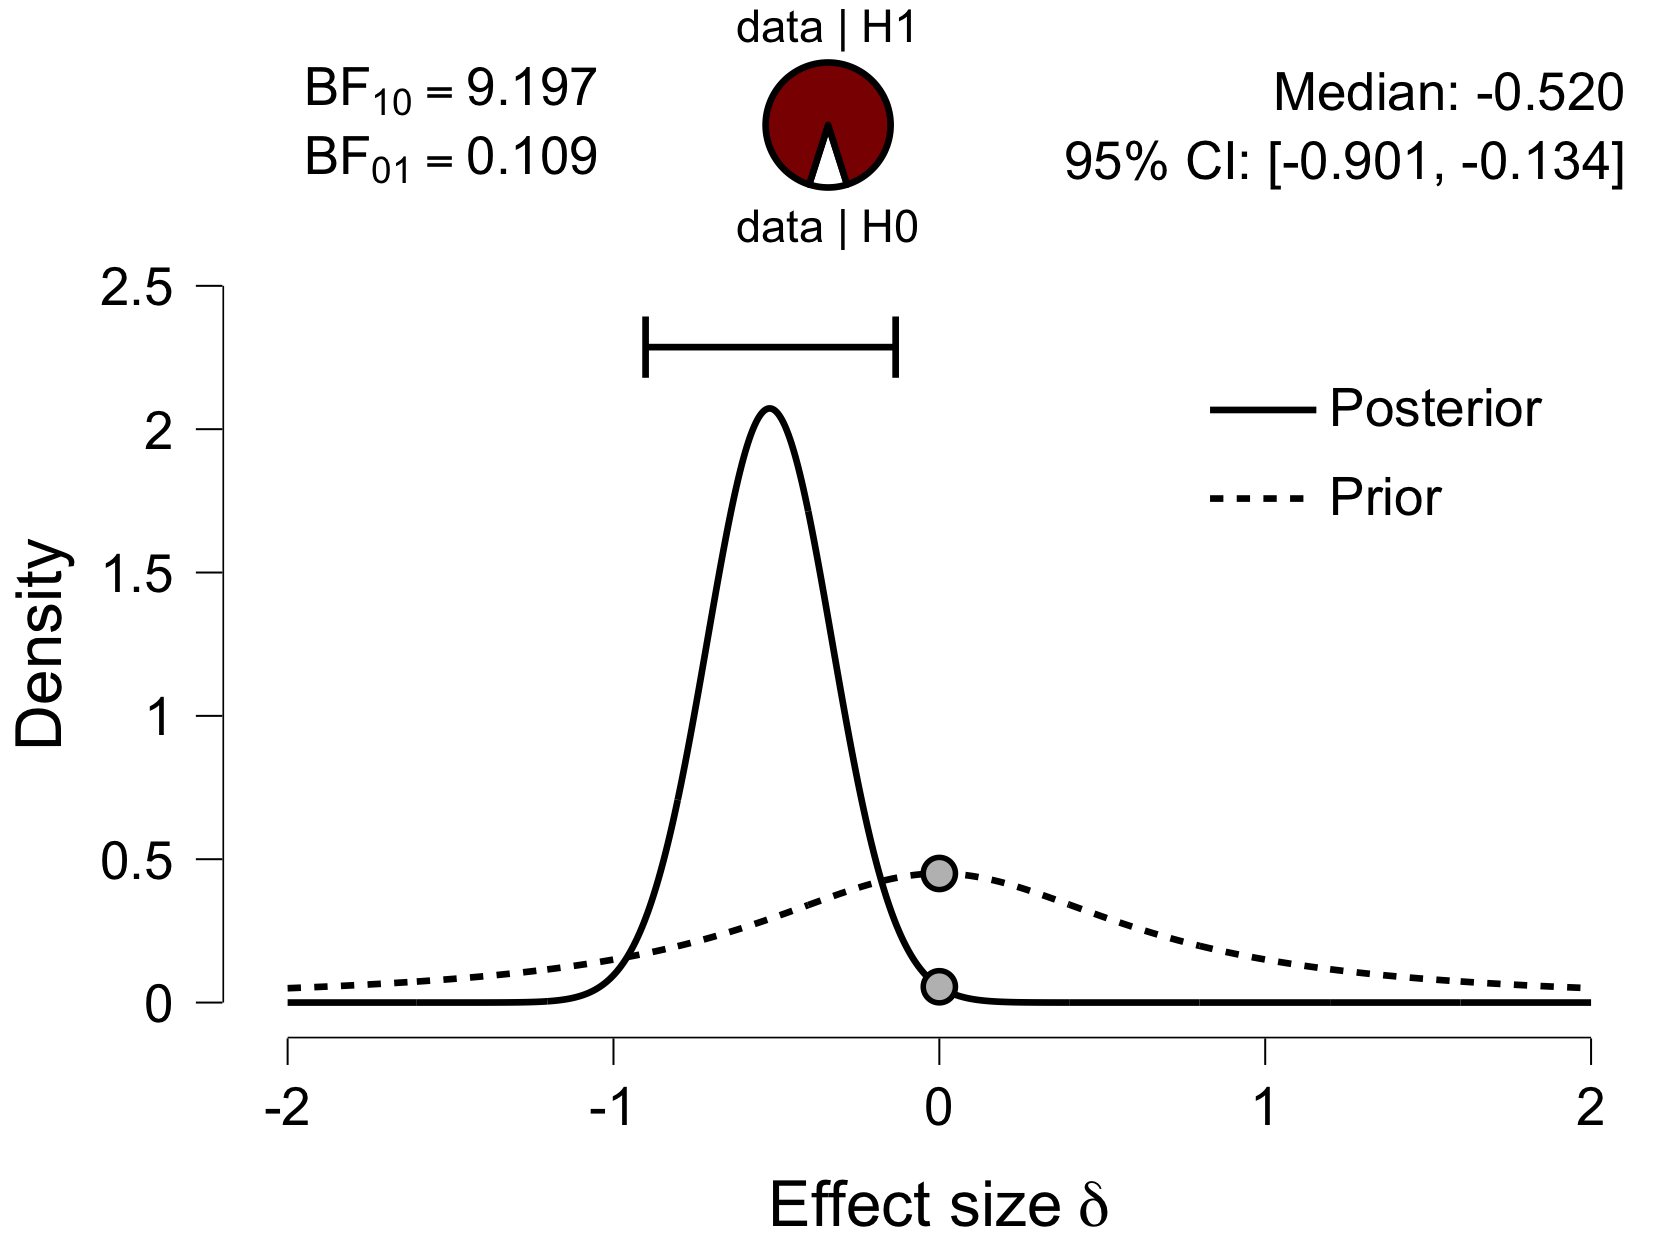 data | H1
BF₁₀ = 9.197
BF₀₁ = 0.109
Median: -0.520
95% CI: [-0.901, -0.134]
data | H0
2.5
2
1.5
1
0.5
0
Density
Posterior
Prior
-2 -1 0 1 2
Effect size δ